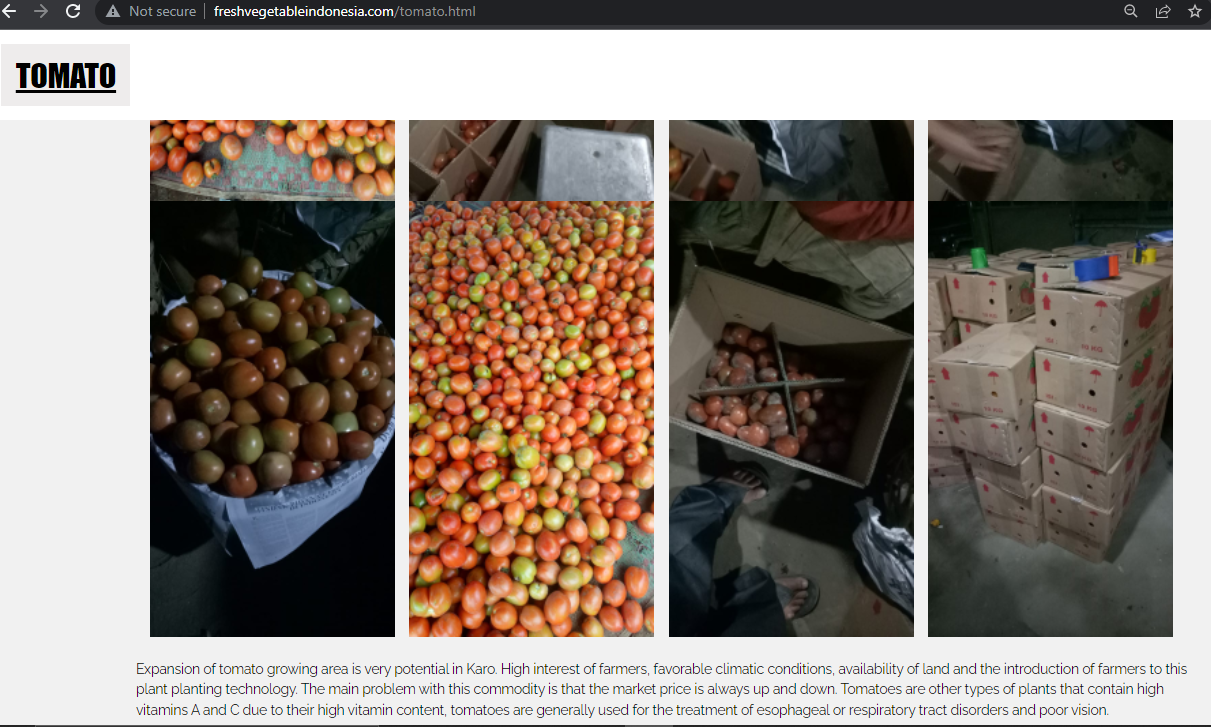 Not secure | freshvegetableindonesia.com/tomato.html
TOMATO
10 KG
10 KG
Expansion of tomato growing area is very potential in Karo. High interest of farmers, favorable climatic conditions, availability of land and the introduction of farmers to this
plant planting technology. The main problem with this commodity is that the market price is always up and down. Tomatoes are other types of plants that contain high
vitamins A and C due to their high vitamin content, tomatoes are generally used for the treatment of esophageal or respiratory tract disorders and poor vision.